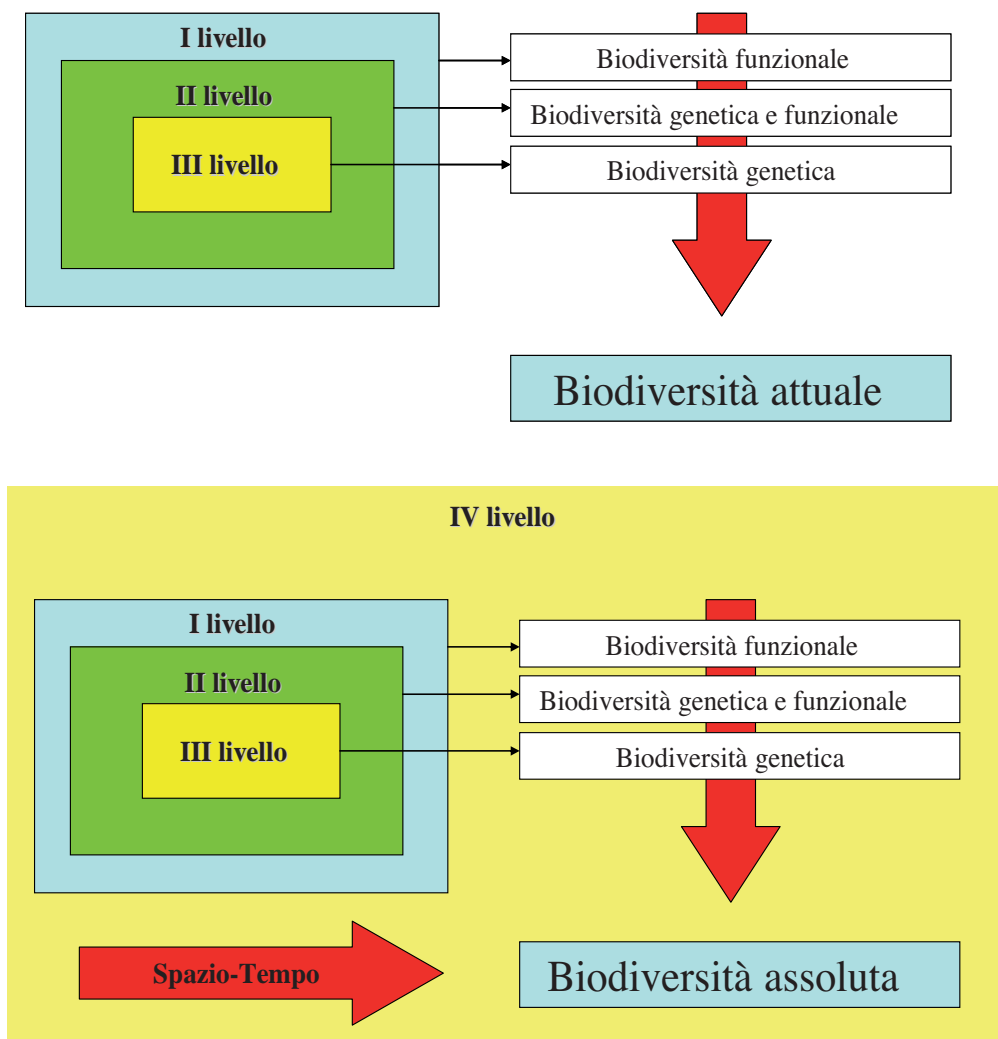 I livello
II livello
III livello
Biodiversità funzionale
Biodiversità genetica e funzionale
Biodiversità genetica
Biodiversità attuale
IV livello
I livello
II livello
III livello
Biodiversità funzionale
Biodiversità genetica e funzionale
Biodiversità genetica
Spazio-Tempo
Biodiversità assoluta